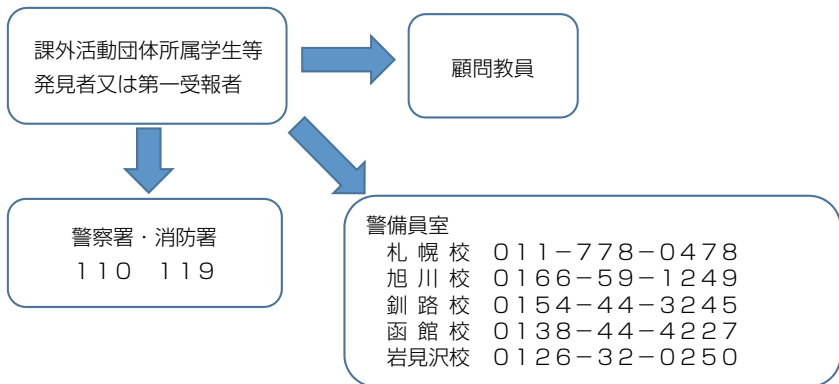 課外活動団体所属学生等
発見者又は第一受報者
顧問教員
警察署・消防署
１１０　１１９
警備員室
札 幌 校　０１１－７７８－０４７８
旭 川 校　０１６６－５９－１２４９
釧 路 校　０１５４－４４－３２４５
函 館 校　０１３８－４４－４２２７
岩見沢校　０１２６－３２－０２５０